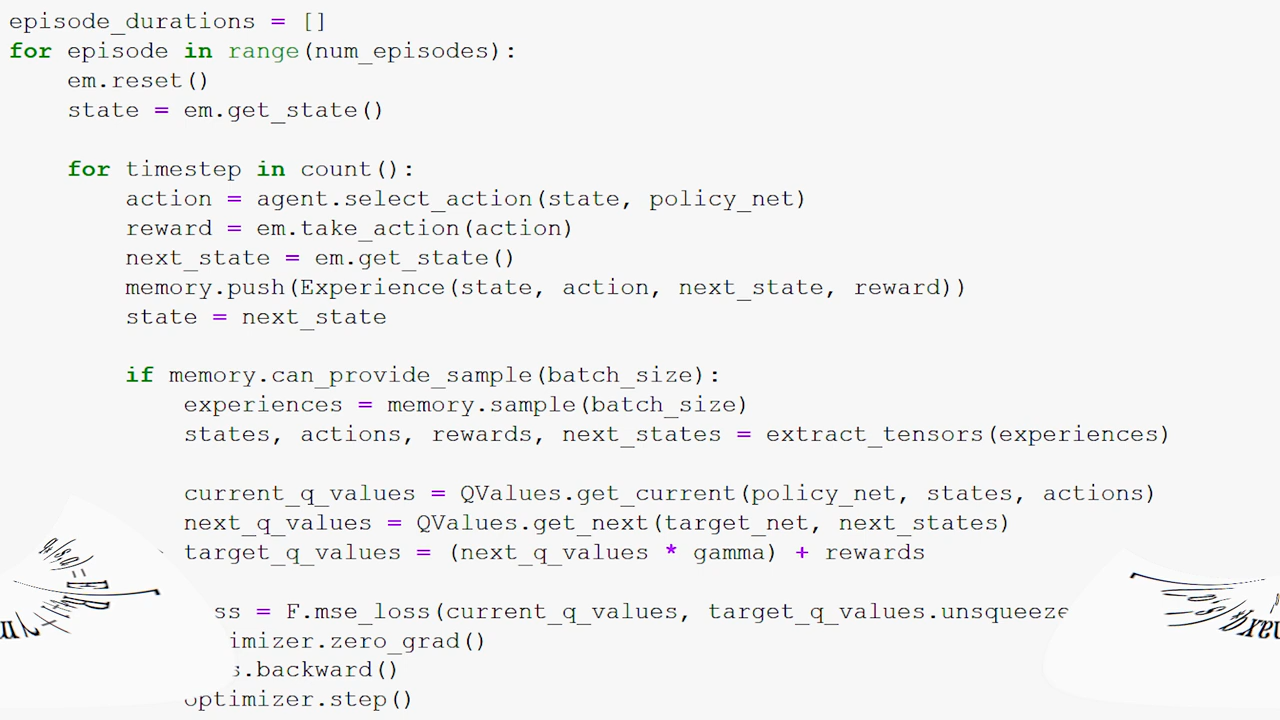 episode_durations = []
for episode in range(num_episodes):
    em.reset()
    state = em.get_state()
    for timestep in count():
        action = agent.select_action(state, policy_net)
        reward = em.take_action(action)
        next_state = em.get_state()
        memory.push(Experience(state, action, next_state, reward))
        state = next_state
        if memory.can_provide_sample(batch_size):
            experiences = memory.sample(batch_size)
            states, actions, rewards, next_states = extract_tensors(experiences)
            current_q_values = QValues.get_current(policy_net, states, actions)
            next_q_values = QValues.get_next(target_net, next_states)
            target_q_values = (next_q_values * gamma) + rewards
            ss = F.mse_loss(current_q_values, target_q_values.unsqueeze
            imizer.zero_grad()
            s.backward()
            optimizer.step()